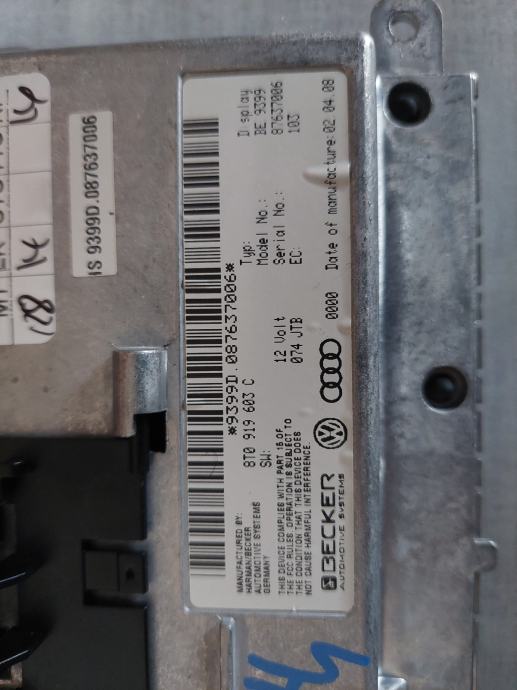 128 14
14
IS 9399D.087637006
*9399D.087637006*
8T0 919 603 C
SW:
Typ: Display
Model No.: BE 9399
12 Volt Serial No.: 87637006
074 JTB EC: 103
0000 Date of manufacture:02 04.08
MANUFACTURED BY:
HARMAN/BECKER
AUTOMOTIVE SYSTEMS
GERMANY
THIS DEVICE COMPLIES WITH PART 15 OF
THE FCC RULES. OPERATION IS SUBJECT TO
THE CONDITION THAT THIS DEVICE DOES
NOT CAUSE HARMFUL INTERFERENCE.
BECKER
AUTOMOTIVE SYSTEMS